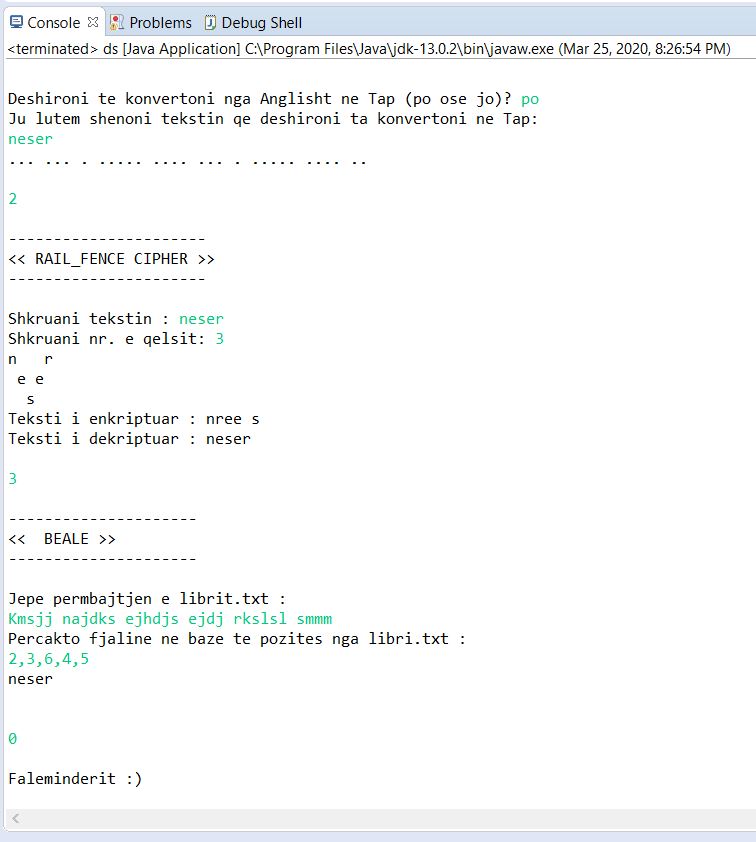 Console Problems Debug Shell
<terminated> ds [Java Application] C:\Program Files\Java\jdk-13.0.2\bin\javaw.exe (Mar 25, 2020, 8:26:54 PM)
Deshironi te konvertoni nga Anglisht ne Tap (po ose jo)? po
Ju lutem shenoni tekstin qe deshironi ta konvertoni ne Tap:
neser
... ... . ..... .... ... . ..... .... ..
2
----------------------
<< RAIL_FENCE CIPHER >>
----------------------
Shkruani tekstin : neser
Shkruani nr. e qelsit: 3
n   r
 e e
  s
Teksti i enkriptuar : nree s
Teksti i dekriptuar : neser
3
---------------------
<<  BEALE >>
---------------------
Jepe permbajtjen e librit.txt :
Kmsjj najdks ejhdjs ejdj rkslsl smmm
Percakto fjaline ne baze te pozites nga libri.txt :
2,3,6,4,5
neser
0
Faleminderit :)